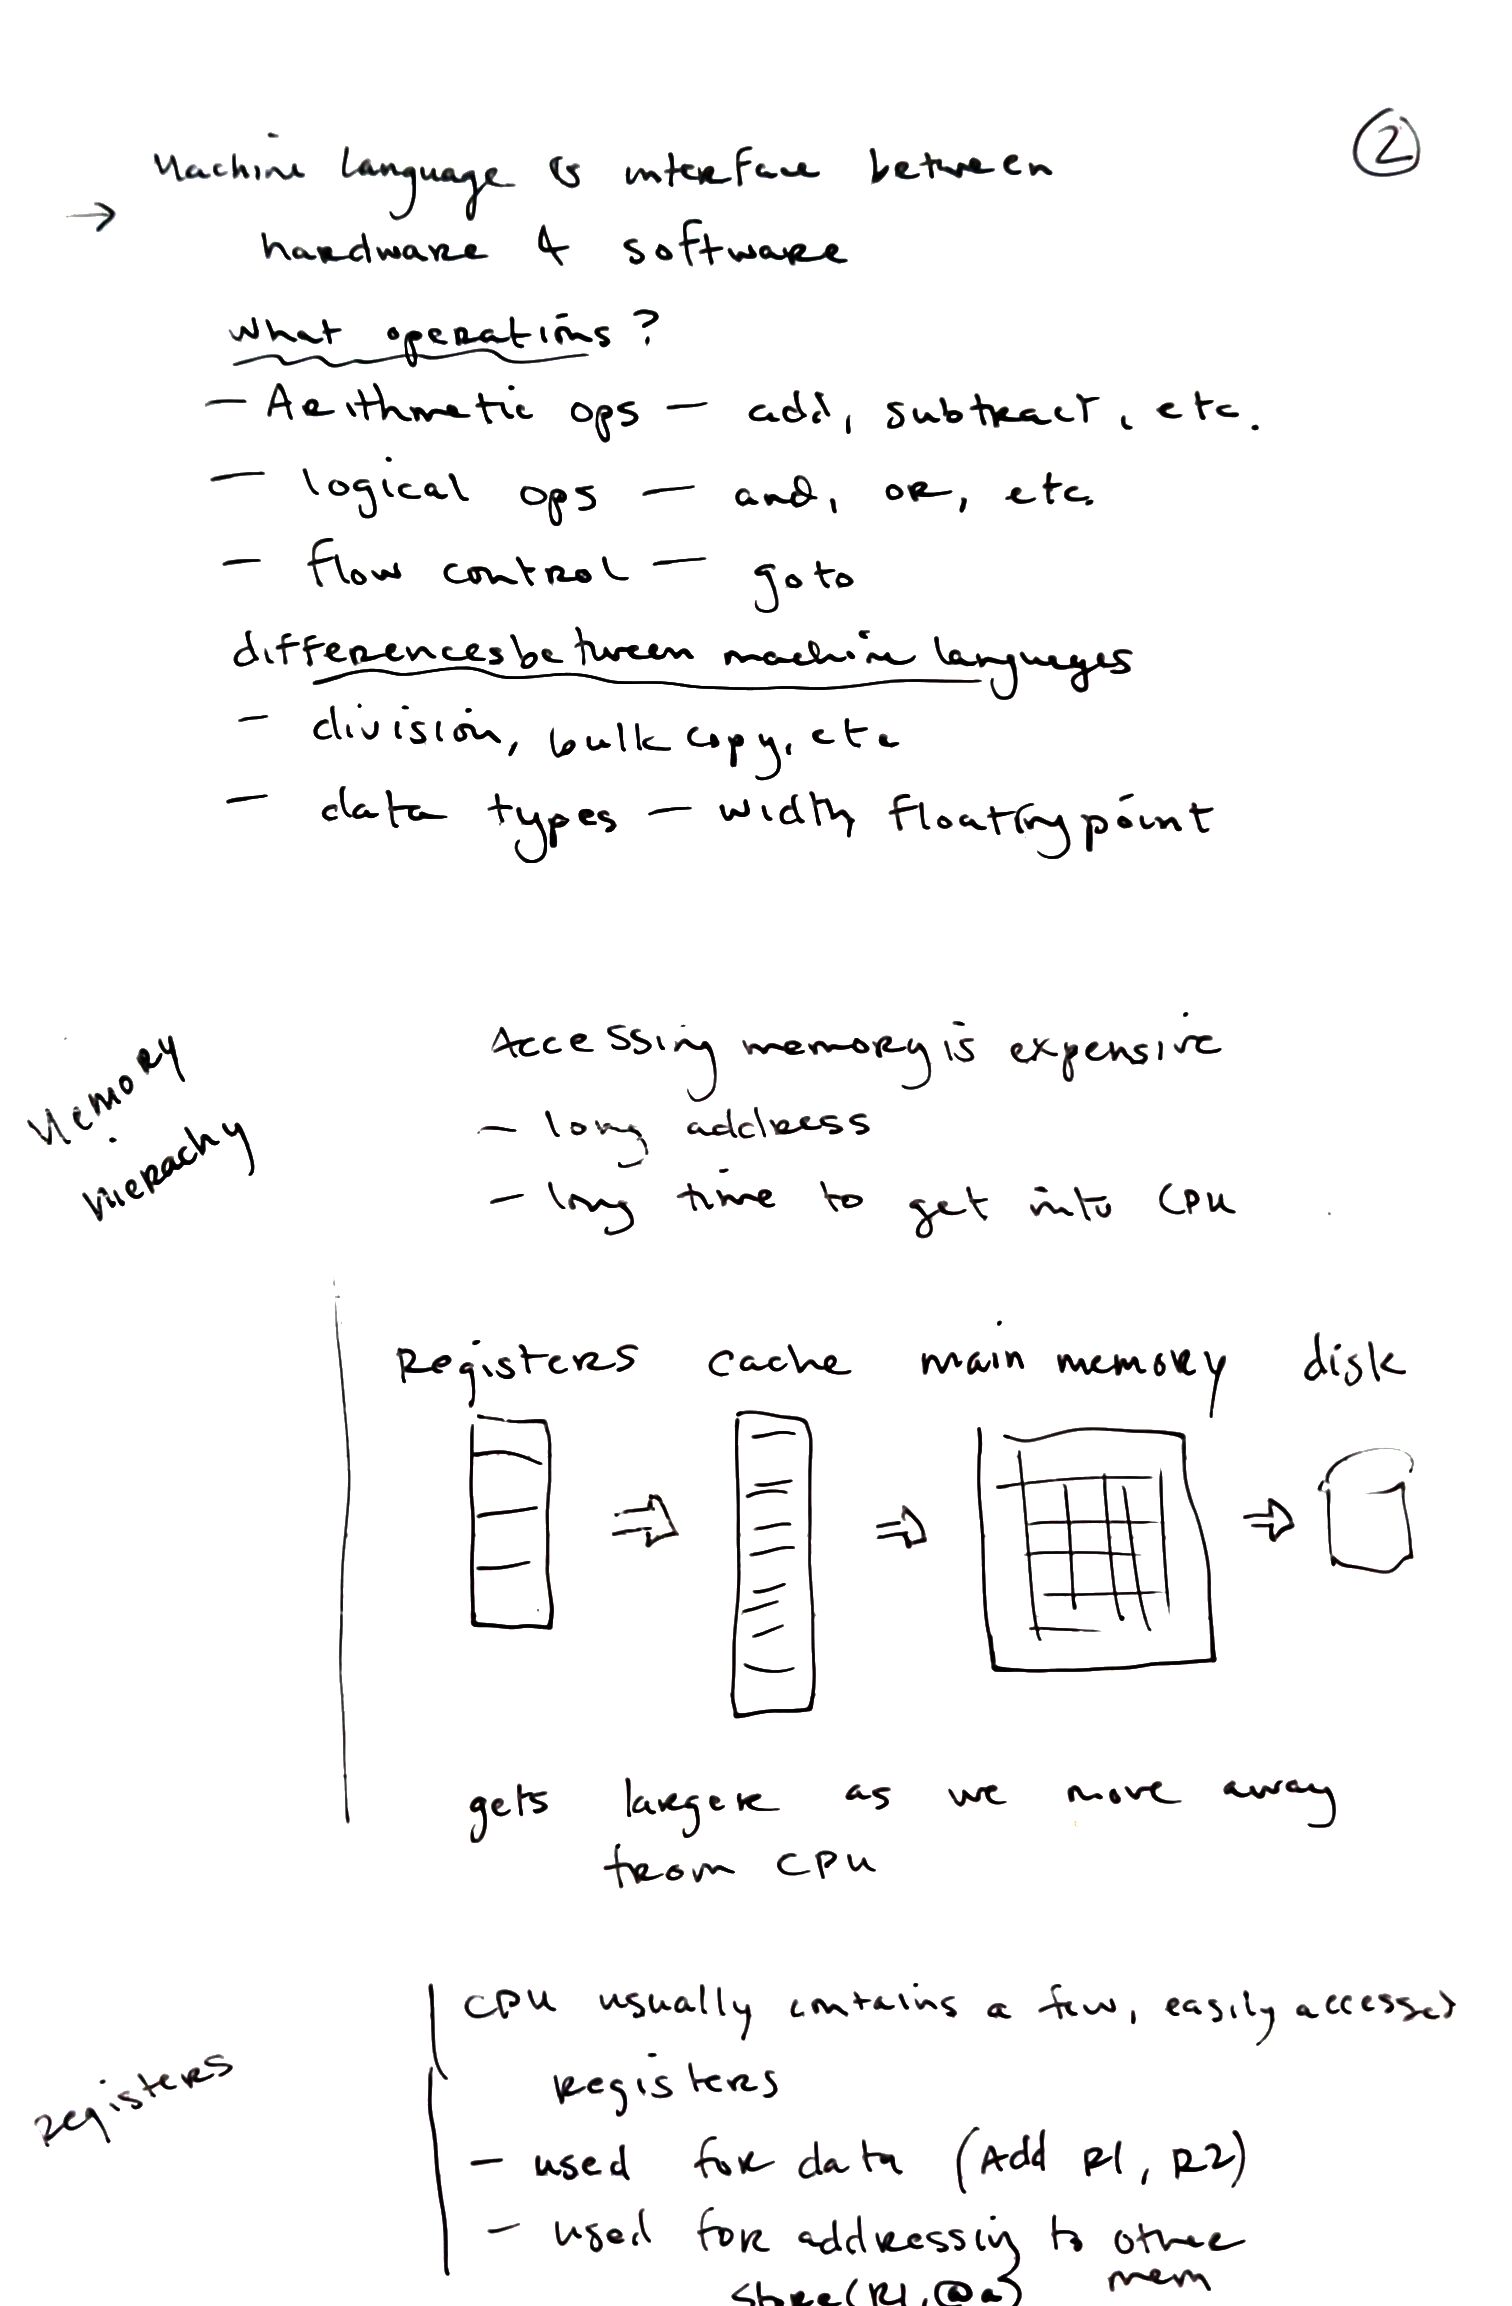 ②
Machine language is interface between
→ hardware & software
what operations?
— Arithmetic ops — add, subtract, etc.
— logical ops — and, or, etc.
— flow control — goto
differences between machine languages
— division, bulk copy, etc
— data types — width, floating point
Memory
Hierachy
Accessing memory is expensive
— long address
— long time to get into CPU
Registers cache main memory disk
⇒ ⇒ ⇒
gets larger as we move away
from CPU
Registers
CPU usually contains a few, easily accessed
registers
— used for data (Add R1, R2)
— used for addressing to other
mem
Store(R1,@a)